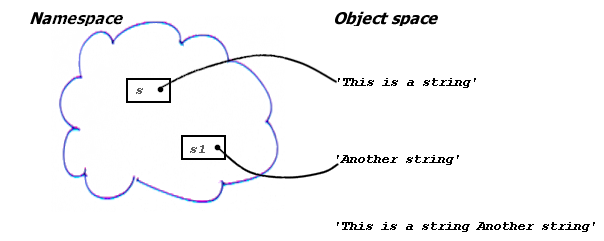 Namespace Object space
s 'This is a string'
s1 'Another string'
'This is a string Another string'